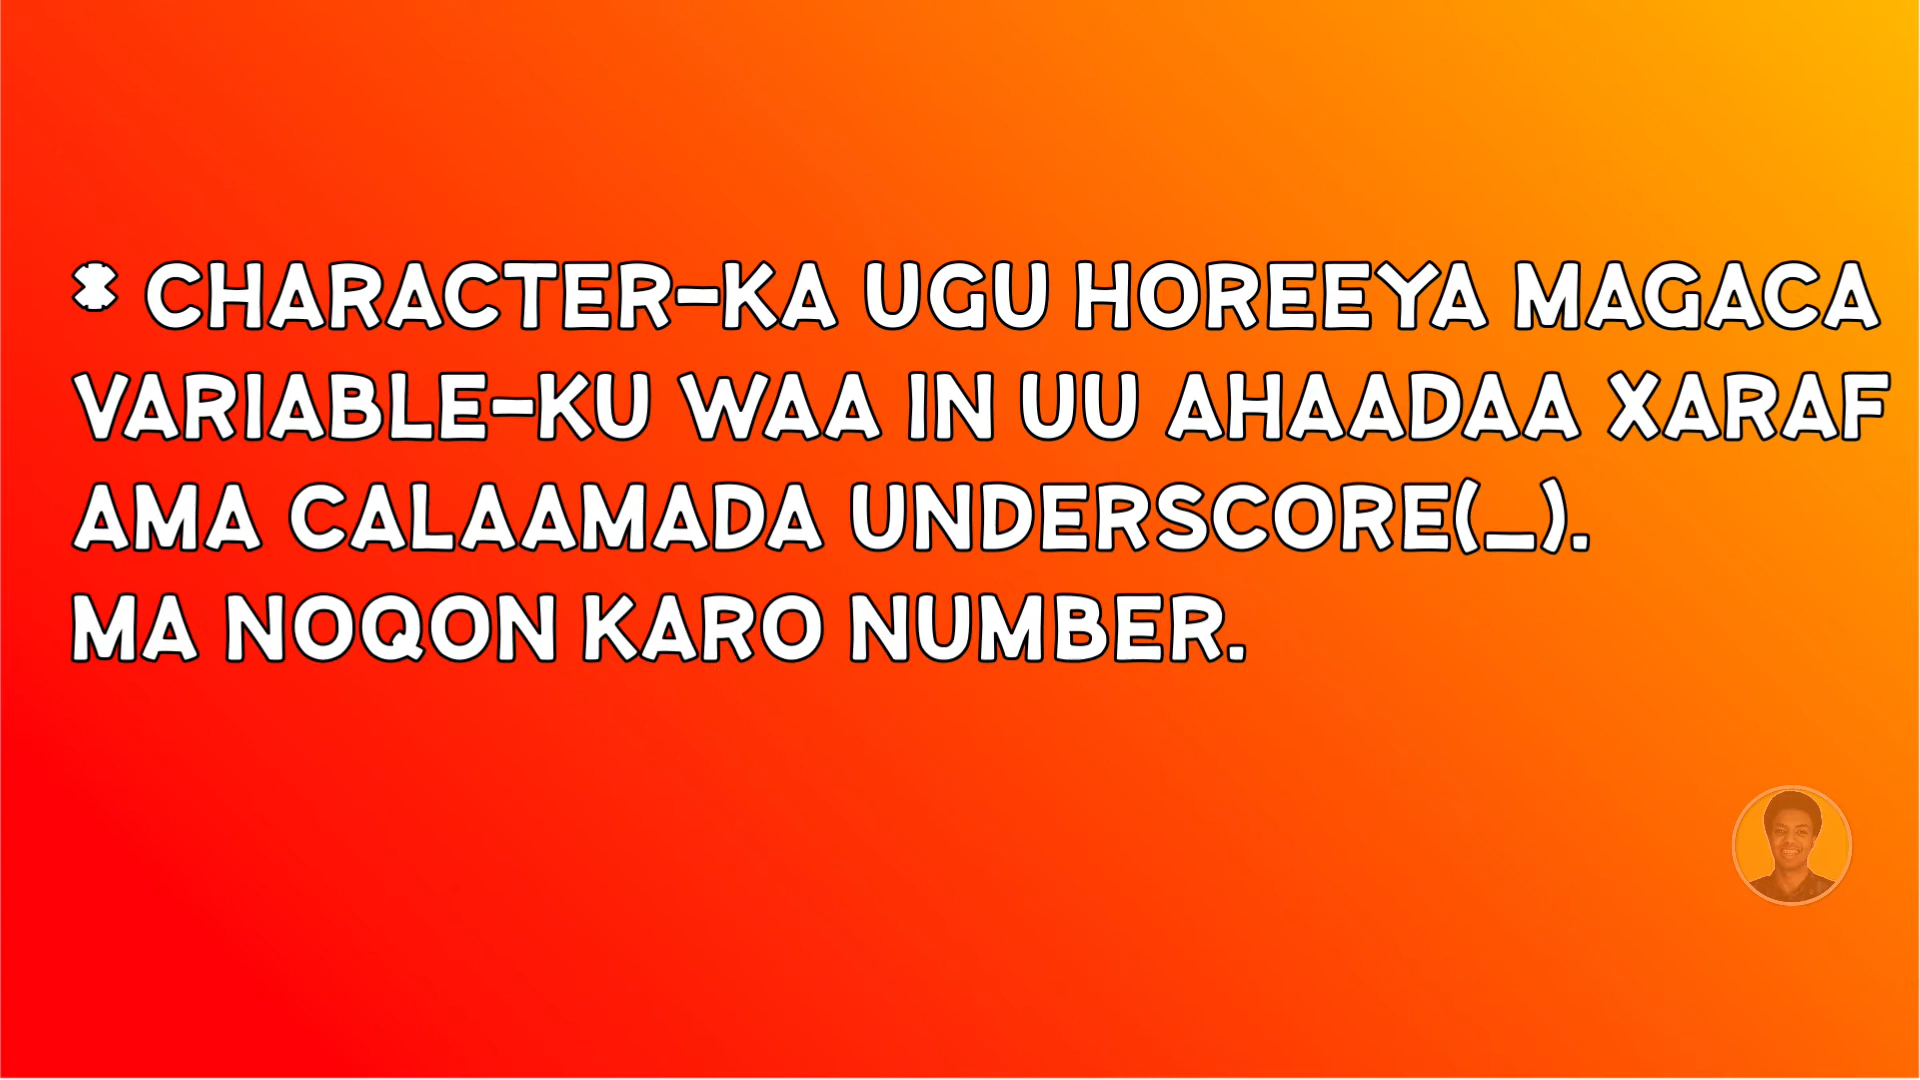 * CHARACTER-KA UGU HOREEYA MAGACA
VARIABLE-KU WAA IN UU AHAADAA XARAF
AMA CALAAMADA UNDERSCORE(_).
MA NOQON KARO NUMBER.